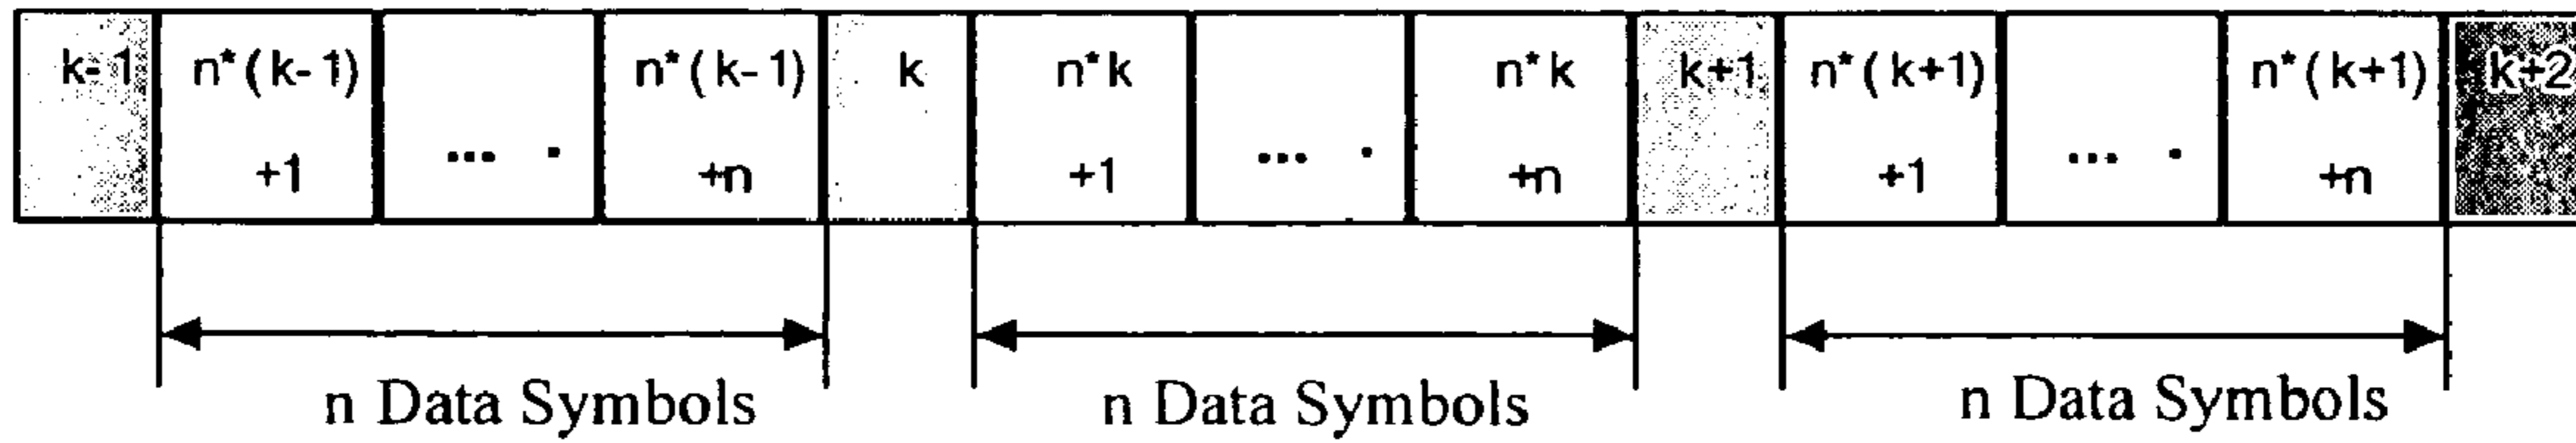 k-1 n*(k-1) n*(k-1) k n*k n*k k+1 n*(k+1) n*(k+1) k+2
+1 ... . +n +1 ... . +n +1 ... . +n
n Data Symbols n Data Symbols n Data Symbols